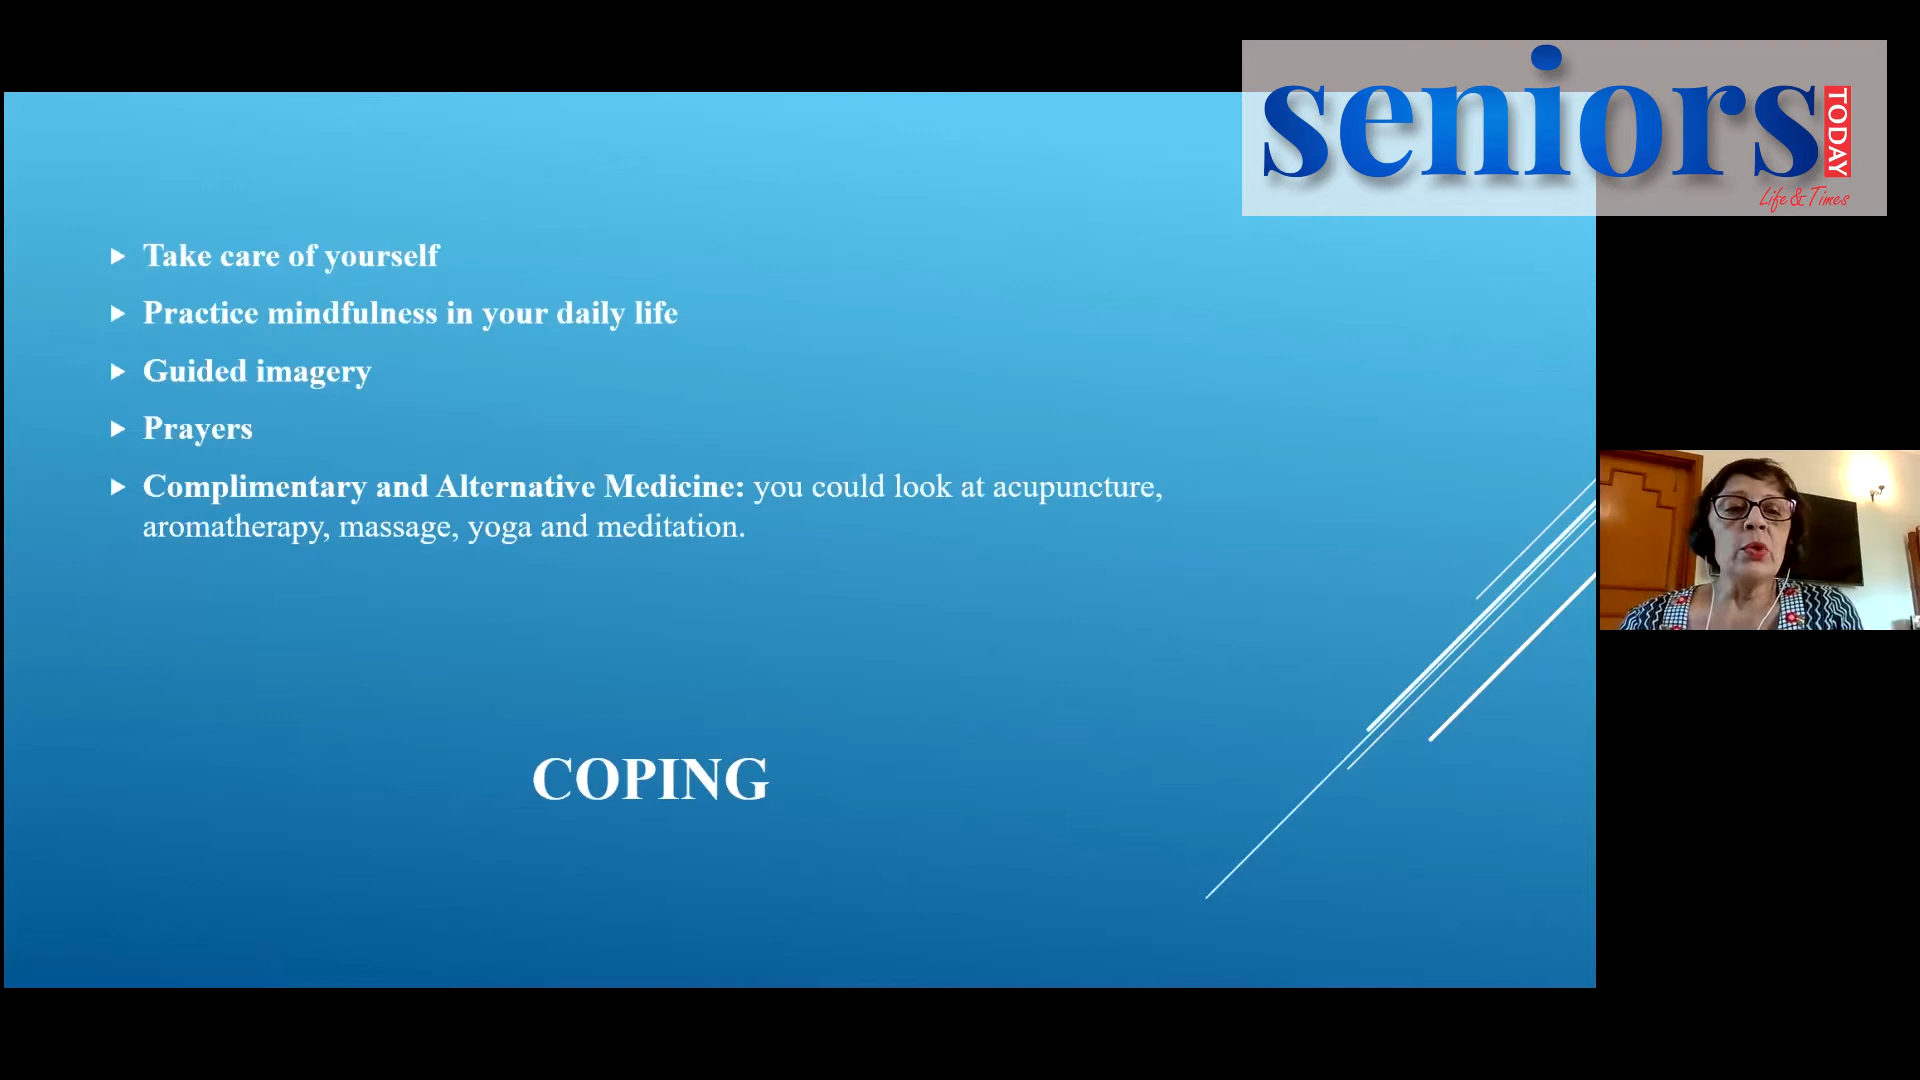 seniors
TODAY
Life & Times
Take care of yourself
Practice mindfulness in your daily life
Guided imagery
Prayers
Complimentary and Alternative Medicine: you could look at acupuncture,
aromatherapy, massage, yoga and meditation.
COPING